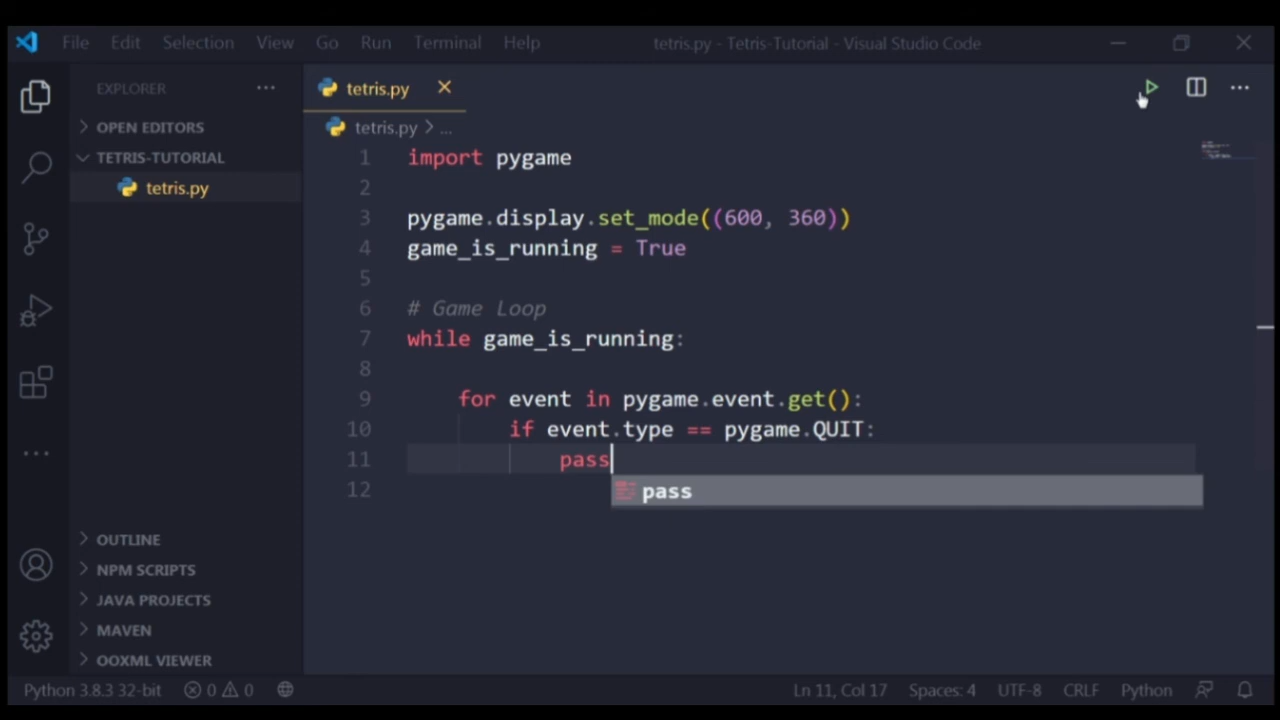 File Edit Selection View Go Run Terminal Help tetris.py - Tetris-Tutorial - Visual Studio Code
EXPLORER
OPEN EDITORS
TETRIS-TUTORIAL
tetris.py
OUTLINE
NPM SCRIPTS
JAVA PROJECTS
MAVEN
OOXML VIEWER
tetris.py
tetris.py > ...
1 import pygame
2
3 pygame.display.set_mode((600, 360))
4 game_is_running = True
5
6 # Game Loop
7 while game_is_running:
8
9 for event in pygame.event.get():
10 if event.type == pygame.QUIT:
11 pass
12
pass
Python 3.8.3 32-bit 0 0 Ln 11, Col 17 Spaces: 4 UTF-8 CRLF Python